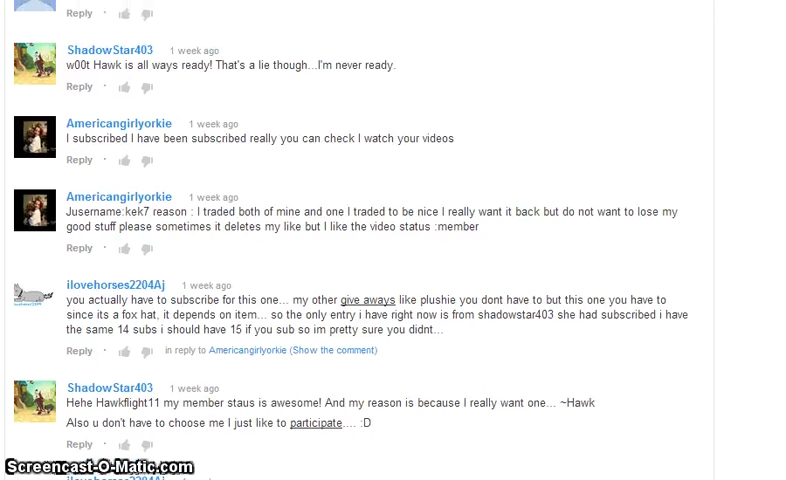 Reply ·
ShadowStar403 1 week ago
w00t Hawk is all ways ready! That's a lie though...I'm never ready.
Reply ·
Americangirlyorkie 1 week ago
I subscribed I have been subscribed really you can check I watch your videos
Reply ·
Americangirlyorkie 1 week ago
Jusername:kek7 reason : I traded both of mine and one I traded to be nice I really want it back but do not want to lose my
good stuff please sometimes it deletes my like but I like the video status :member
Reply ·
ilovehorses2204Aj 1 week ago
you actually have to subscribe for this one... my other give aways like plushie you dont have to but this one you have to
since its a fox hat, it depends on item... so the only entry i have right now is from shadowstar403 she had subscribed i have
the same 14 subs i should have 15 if you sub so im pretty sure you didnt...
Reply · in reply to Americangirlyorkie (Show the comment)
ShadowStar403 1 week ago
Hehe Hawkflight11 my member staus is awesome! And my reason is because I really want one... ~Hawk
Also u don't have to choose me I just like to participate.... :D
Reply ·
Screencast-O-Matic.com